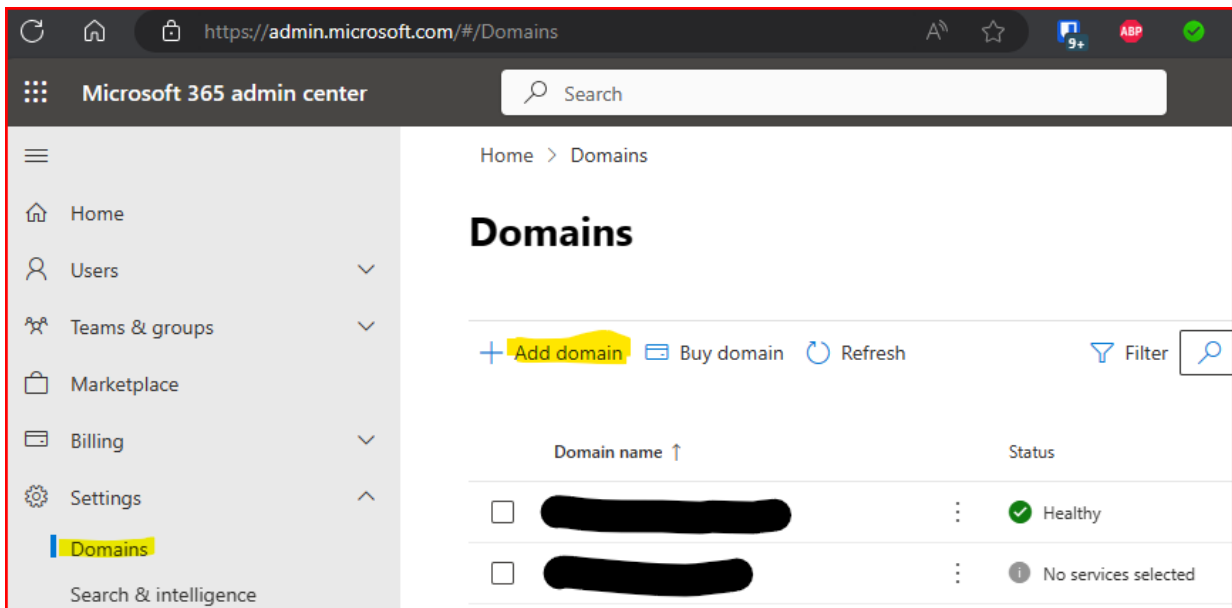 https://admin.microsoft.com/#/Domains
A
9+
ABP
Microsoft 365 admin center
Search
Home > Domains
Home
Domains
Users
Teams & groups
Add domain Buy domain Refresh Filter
Marketplace
Billing
Domain name ↑ Status
Settings
Healthy
Domains
No services selected
Search & intelligence